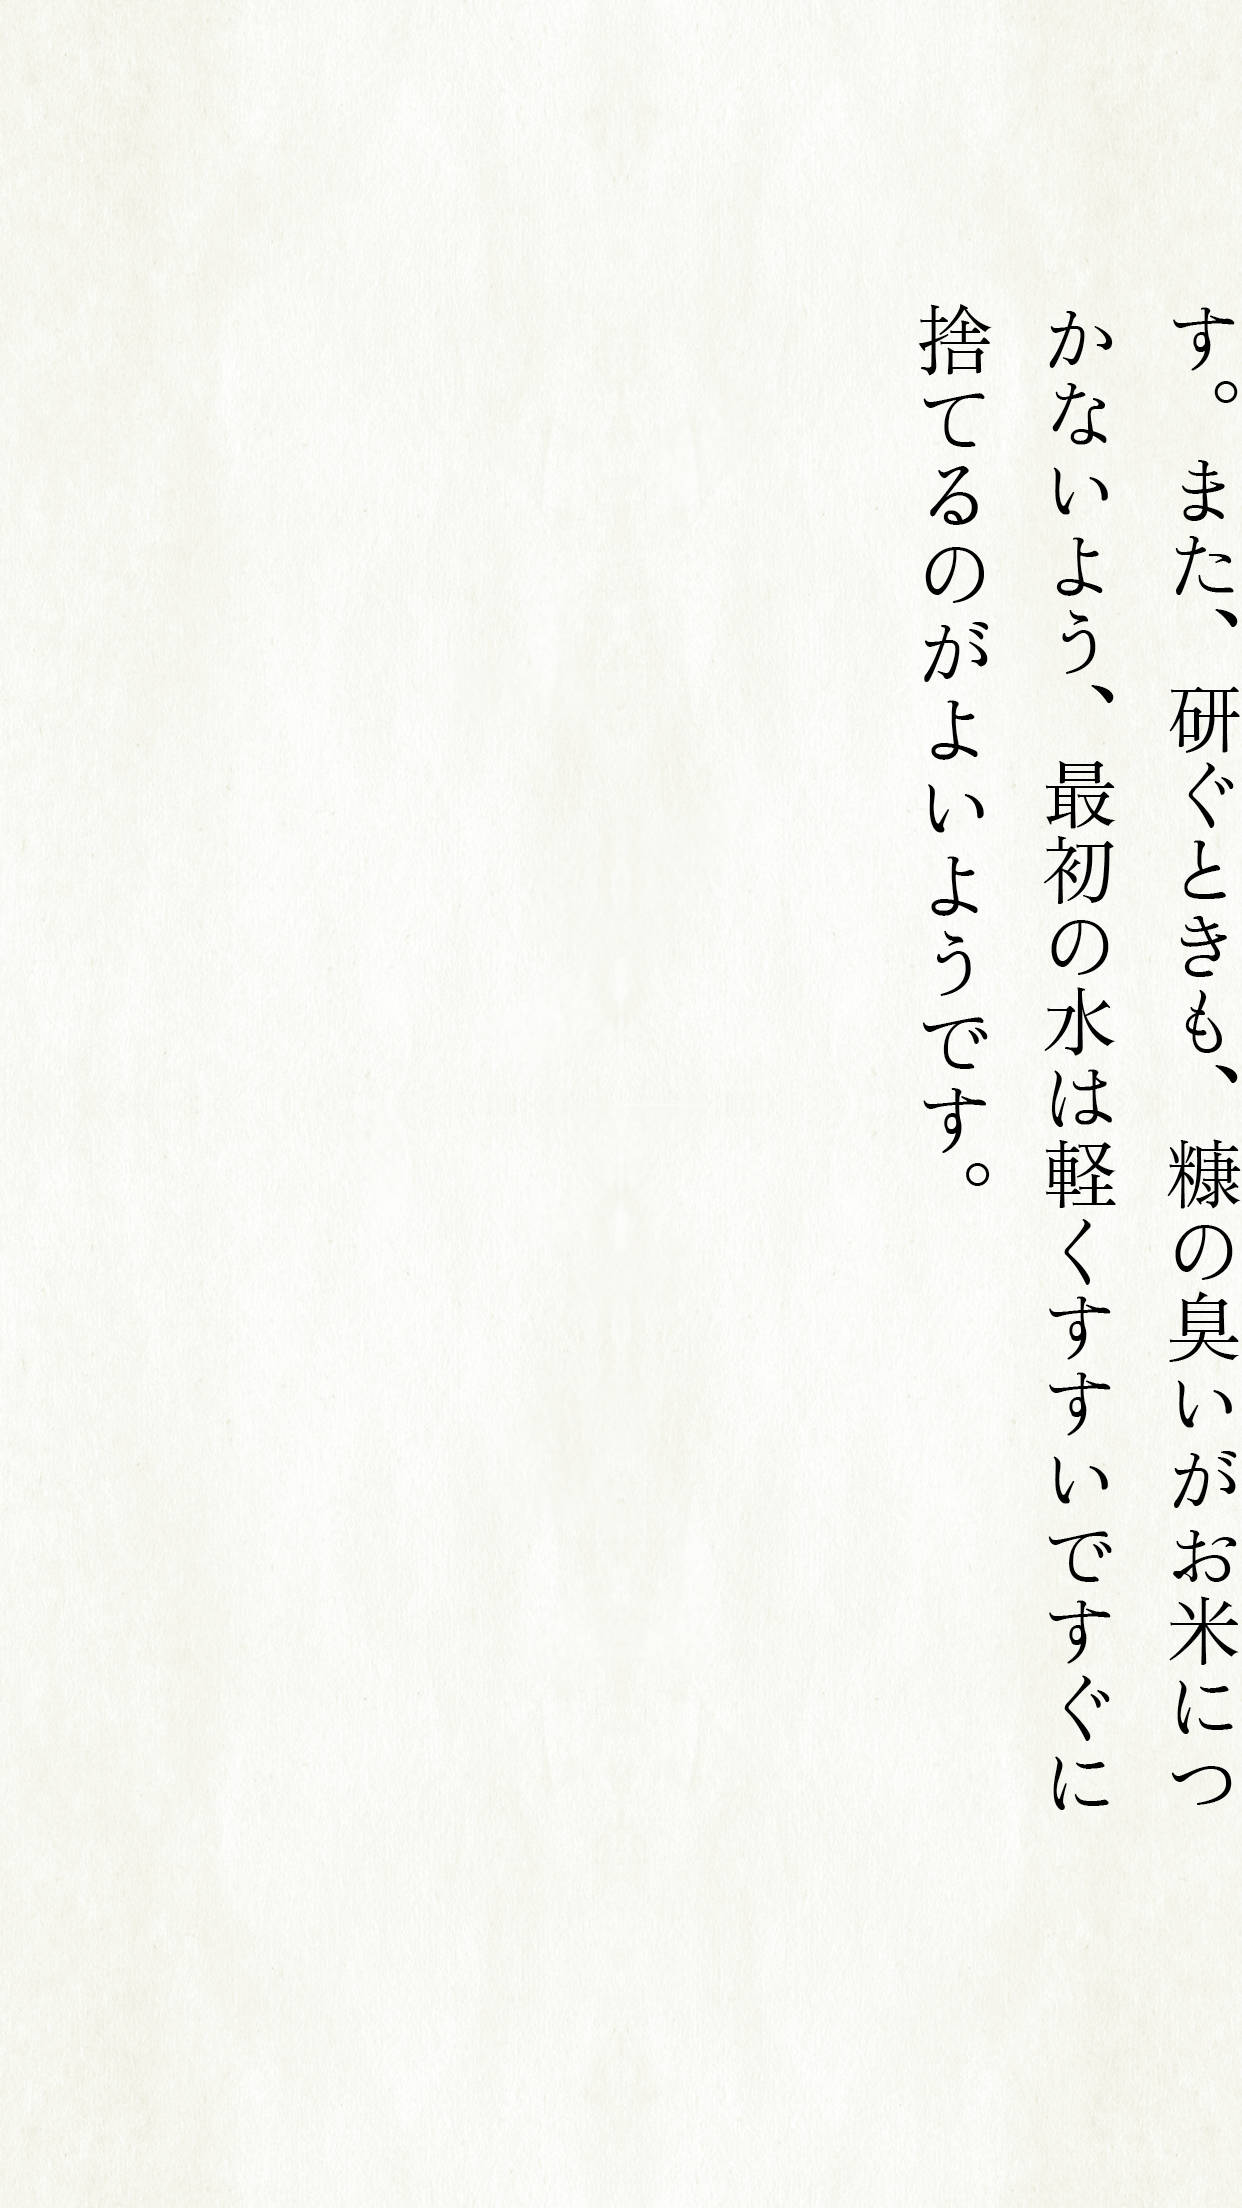 す。また、研ぐときも、糠の臭いがお米につ
かないよう、最初の水は軽くすすいですぐに
捨てるのがよいようです。